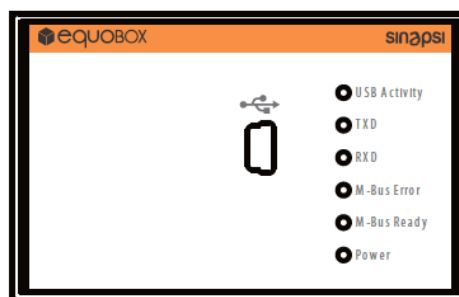 equoBOX
sinapsi
USB Activity
TXD
RXD
M-Bus Error
M-Bus Ready
Power